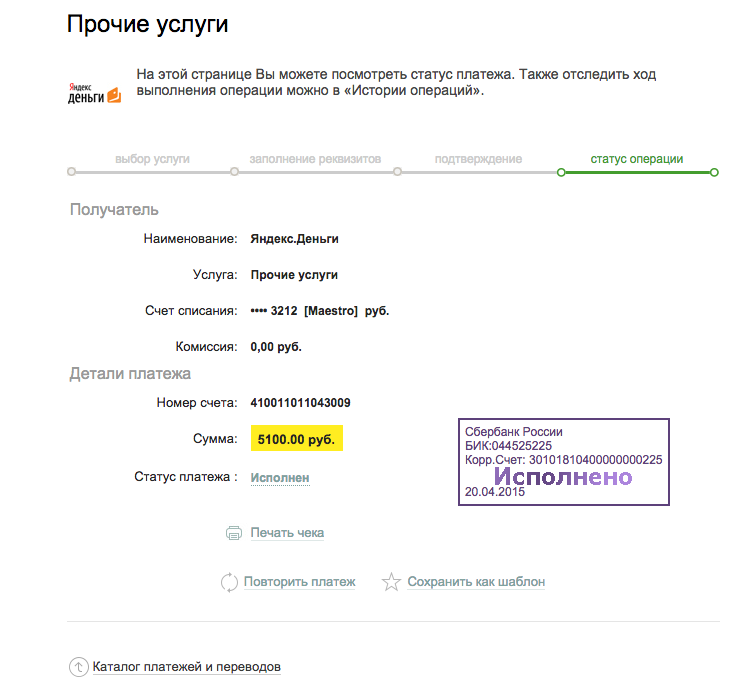 Прочие услуги
Яндекс
деньги
На этой странице Вы можете посмотреть статус платежа. Также отследить ход
выполнения операции можно в «Истории операций».
выбор услуги
заполнение реквизитов
подтверждение
статус операции
Получатель
Наименование: Яндекс.Деньги
Услуга: Прочие услуги
Счет списания: •••• 3212 [Maestro] руб.
Комиссия: 0,00 руб.
Детали платежа
Номер счета: 410011011043009
Сумма: 5100.00 руб.
Статус платежа : Исполнен
Сбербанк России
БИК:044525225
Корр.Счет: 30101810400000000225
Исполнено
20.04.2015
Печать чека
Повторить платеж
Сохранить как шаблон
Каталог платежей и переводов